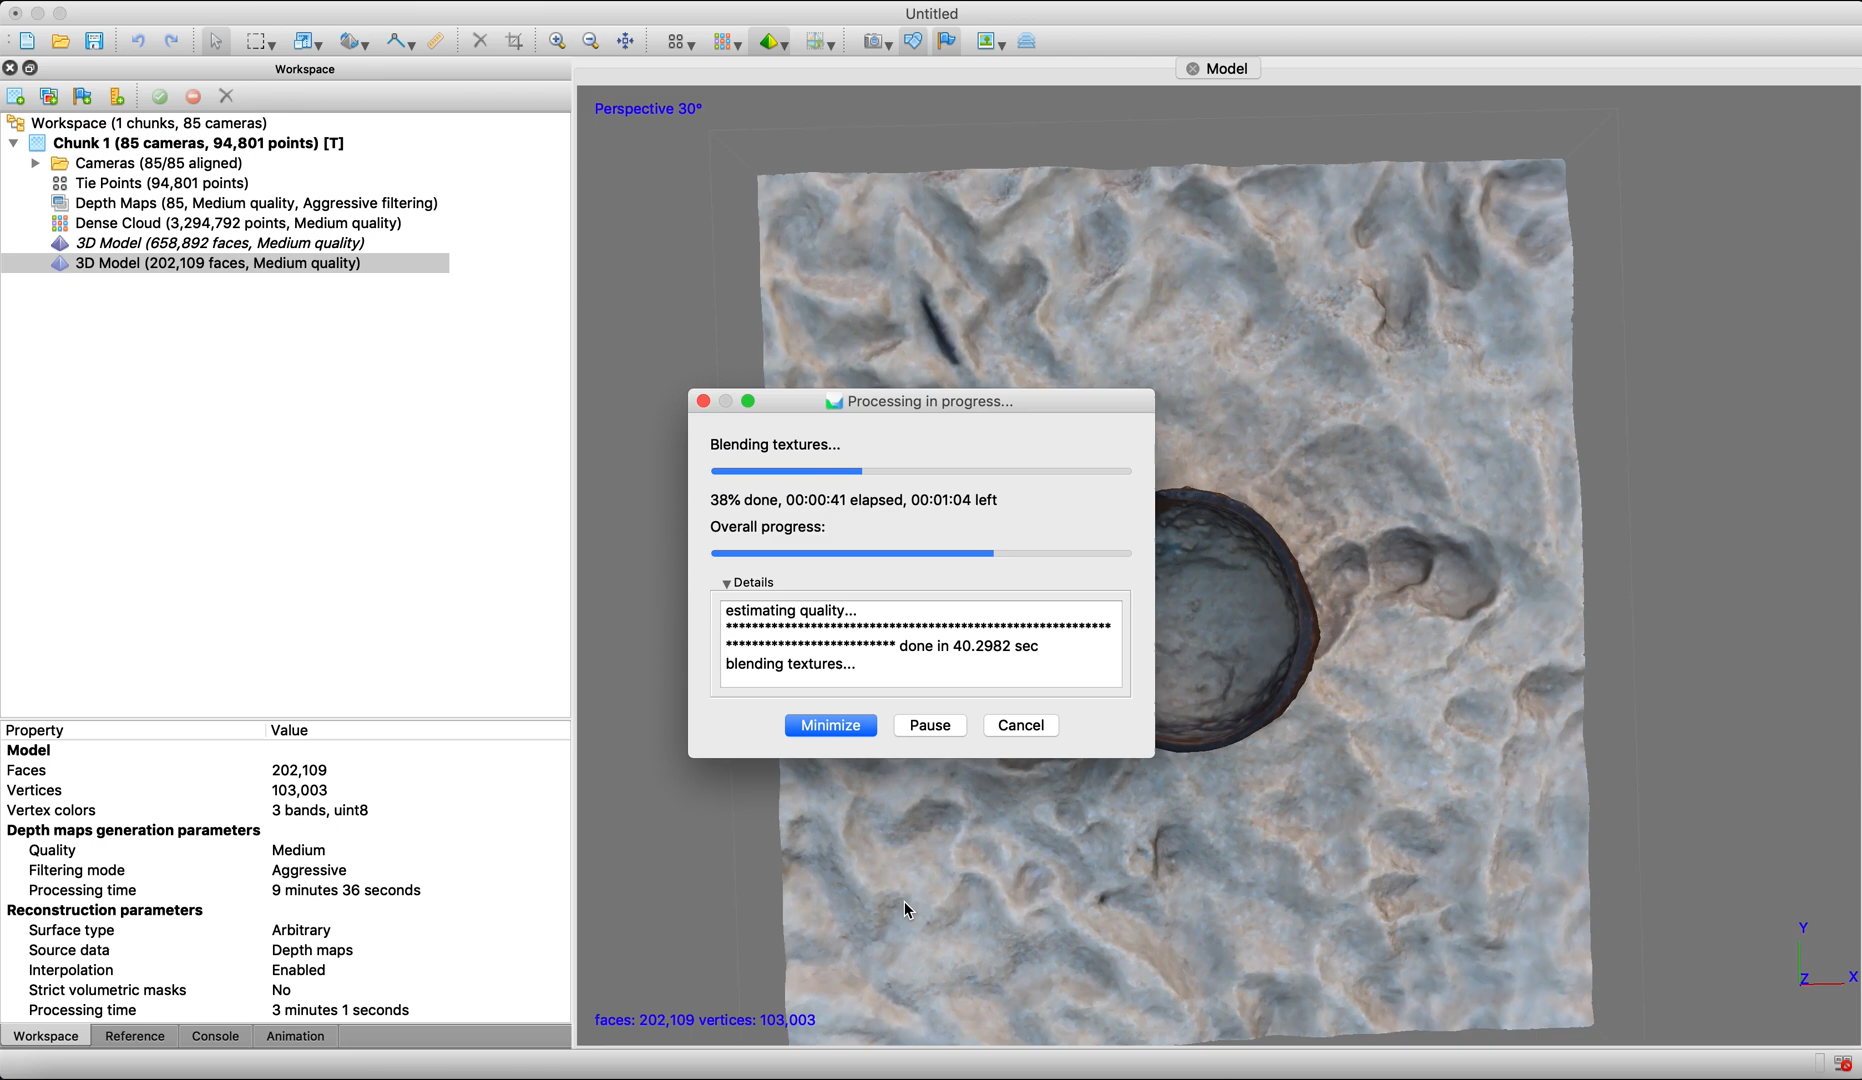 Untitled
Workspace
Model
Workspace (1 chunks, 85 cameras)
Chunk 1 (85 cameras, 94,801 points) [T]
Cameras (85/85 aligned)
Tie Points (94,801 points)
Depth Maps (85, Medium quality, Aggressive filtering)
Dense Cloud (3,294,792 points, Medium quality)
3D Model (658,892 faces, Medium quality)
3D Model (202,109 faces, Medium quality)
Property Value
Model
Faces 202,109
Vertices 103,003
Vertex colors 3 bands, uint8
Depth maps generation parameters
Quality Medium
Filtering mode Aggressive
Processing time 9 minutes 36 seconds
Reconstruction parameters
Surface type Arbitrary
Source data Depth maps
Interpolation Enabled
Strict volumetric masks No
Processing time 3 minutes 1 seconds
Workspace Reference Console Animation
Perspective 30°
Processing in progress...
Blending textures...
38% done, 00:00:41 elapsed, 00:01:04 left
Overall progress:
Details
estimating quality...
************************************************************
************************** done in 40.2982 sec
blending textures...
Minimize Pause Cancel
faces: 202,109 vertices: 103,003
Y
Z X